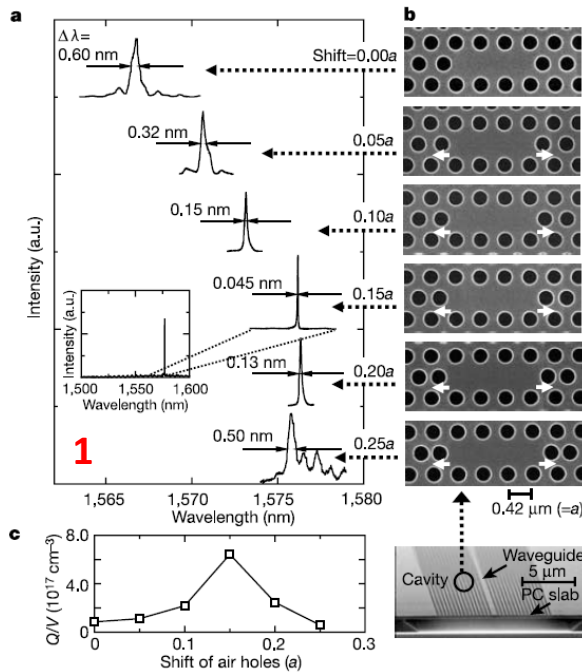 a
b
Δλ=
0.60 nm
Shift=0.00a
0.32 nm
0.05a
0.15 nm
0.10a
0.045 nm
0.15a
0.13 nm
0.20a
0.50 nm
0.25a
Intensity (a.u.)
Intensity (a.u.)
1,500
1,600
Wavelength (nm)
1
1,565
1,570
1,575
1,580
Wavelength (nm)
0.42 μm (=a)
Waveguide
5 μm
Cavity
PC slab
c
Q/V (10¹⁷ cm⁻³)
8.0
4.0
0
0
0.1
0.2
0.3
Shift of air holes (a)